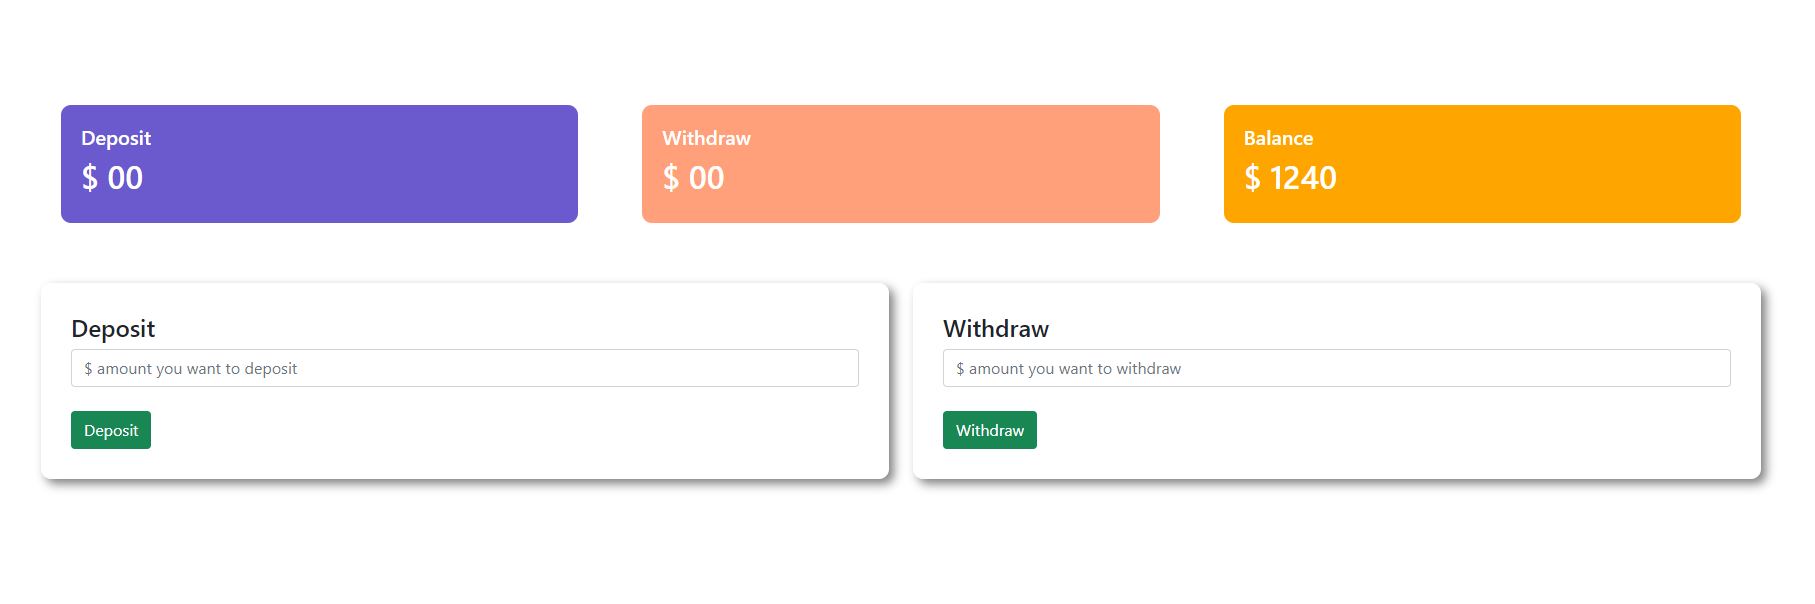 Deposit
$ 00
Withdraw
$ 00
Balance
$ 1240
Deposit
$ amount you want to deposit
Deposit
Withdraw
$ amount you want to withdraw
Withdraw